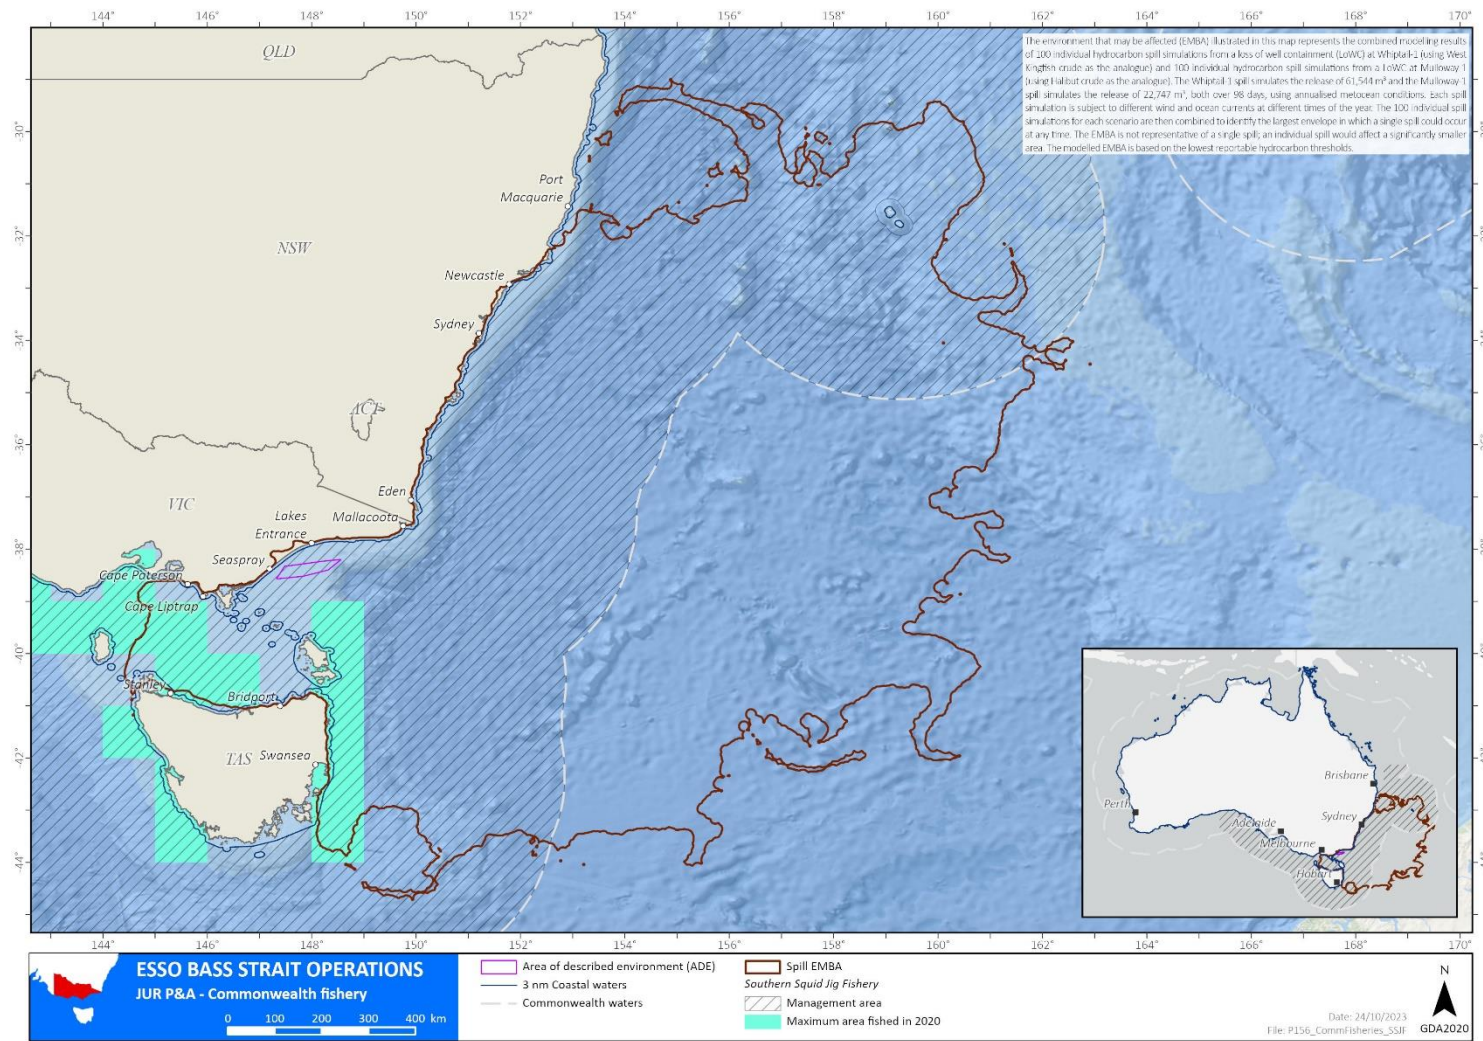 144° 146° 148° 150° 152° 154° 156° 158° 160° 162° 164° 166° 168° 170°
The environment that may be affected (EMBA) illustrated in this map represents the combined modelling results
of 100 individual hydrocarbon spill simulations from a loss of well containment (LoWC) at Whiptail-1 (using West
Kingfish crude as the analogue) and 100 individual hydrocarbon spill simulations from a LoWC at Mulloway 1
(using Halibut crude as the analogue). The Whiptail-1 spill simulates the release of 61,544 m³ and the Mulloway-1
spill simulates the release of 22,747 m³, both over 98 days, using annualised metocean conditions. Each spill
simulation is subject to different wind and ocean currents at different times of the year. The 100 individual spill
simulations for each scenario are then combined to identify the largest envelope in which a single spill could occur
at any time. The EMBA is not representative of a single spill; an individual spill would affect a significantly smaller
area. The modelled EMBA is based on the lowest reportable hydrocarbon thresholds.
QLD
-30°
Port
Macquarie
-32°
NSW
Newcastle
Sydney
-34°
ACT
-36°
Eden
VIC
Lakes
Entrance
Mallacoota
-38°
Seaspray
Cape Paterson
Cape Liptrap
-40°
Stanley
Bridport
TAS
Swansea
-42°
-44°
Brisbane
Perth
Sydney
Adelaide
Melbourne
Hobart
144° 146° 148° 150° 152° 154° 156° 158° 160° 162° 164° 166° 168° 170°
ESSO BASS STRAIT OPERATIONS
JUR P&A - Commonwealth fishery
0 100 200 300 400 km
Area of described environment (ADE)
3 nm Coastal waters
Commonwealth waters
Spill EMBA
Southern Squid Jig Fishery
Management area
Maximum area fished in 2020
N
GDA2020
Date: 24/10/2023
File: P156_CommFisheries_SSJF